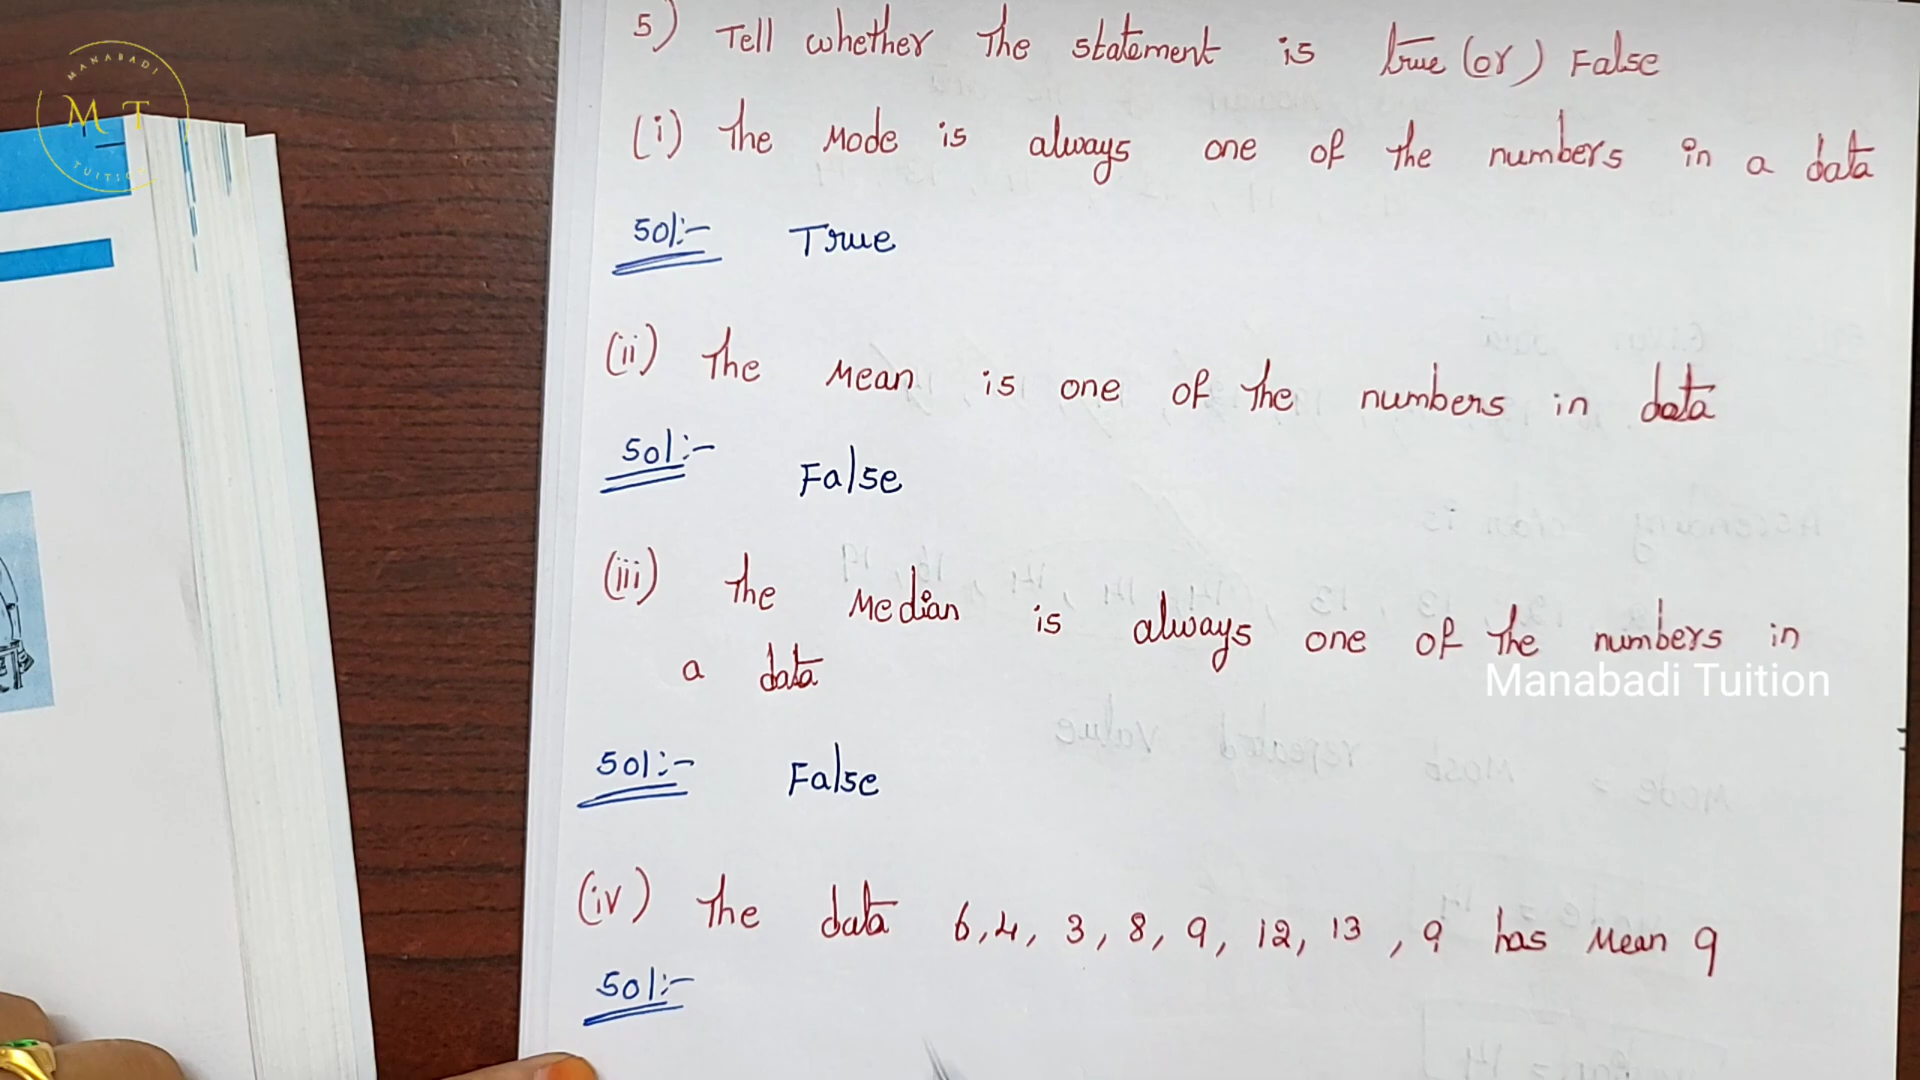 MANABADI
M T
TUITION
5) Tell whether the statement is true (or) False
(i) The Mode is always one of the numbers in a data
Sol:- True
(ii) The Mean is one of the numbers in data
Sol:- False
(iii) The Median is always one of the numbers in
a data
Manabadi Tuition
Sol:- False
(iv) The data 6, 4, 3, 8, 9, 12, 13, 9 has Mean 9
Sol:-